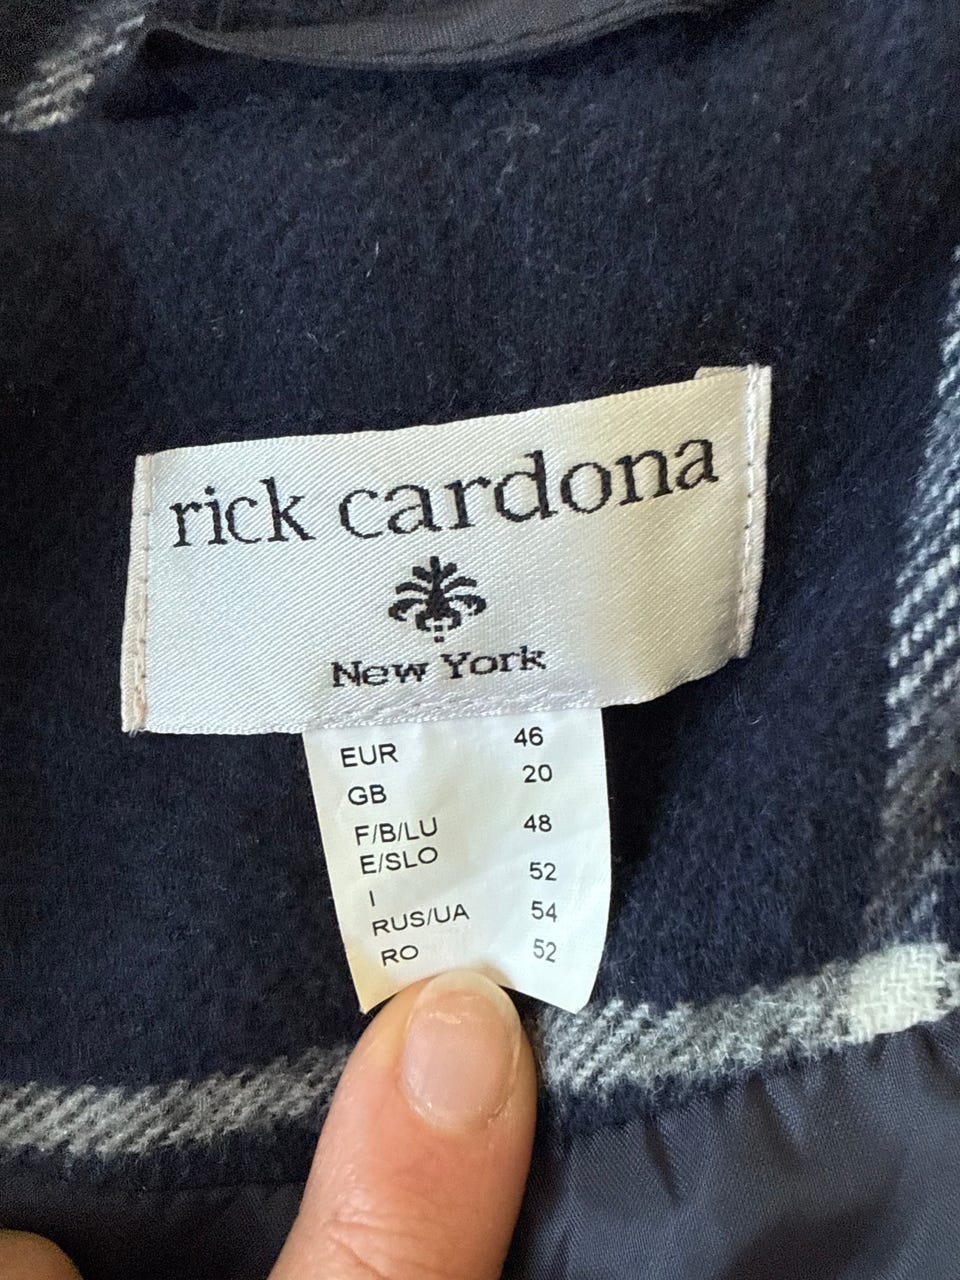 rick cardona
New York
EUR 46
GB 20
F/B/LU 48
E/SLO
I 52
RUS/UA 54
RO 52